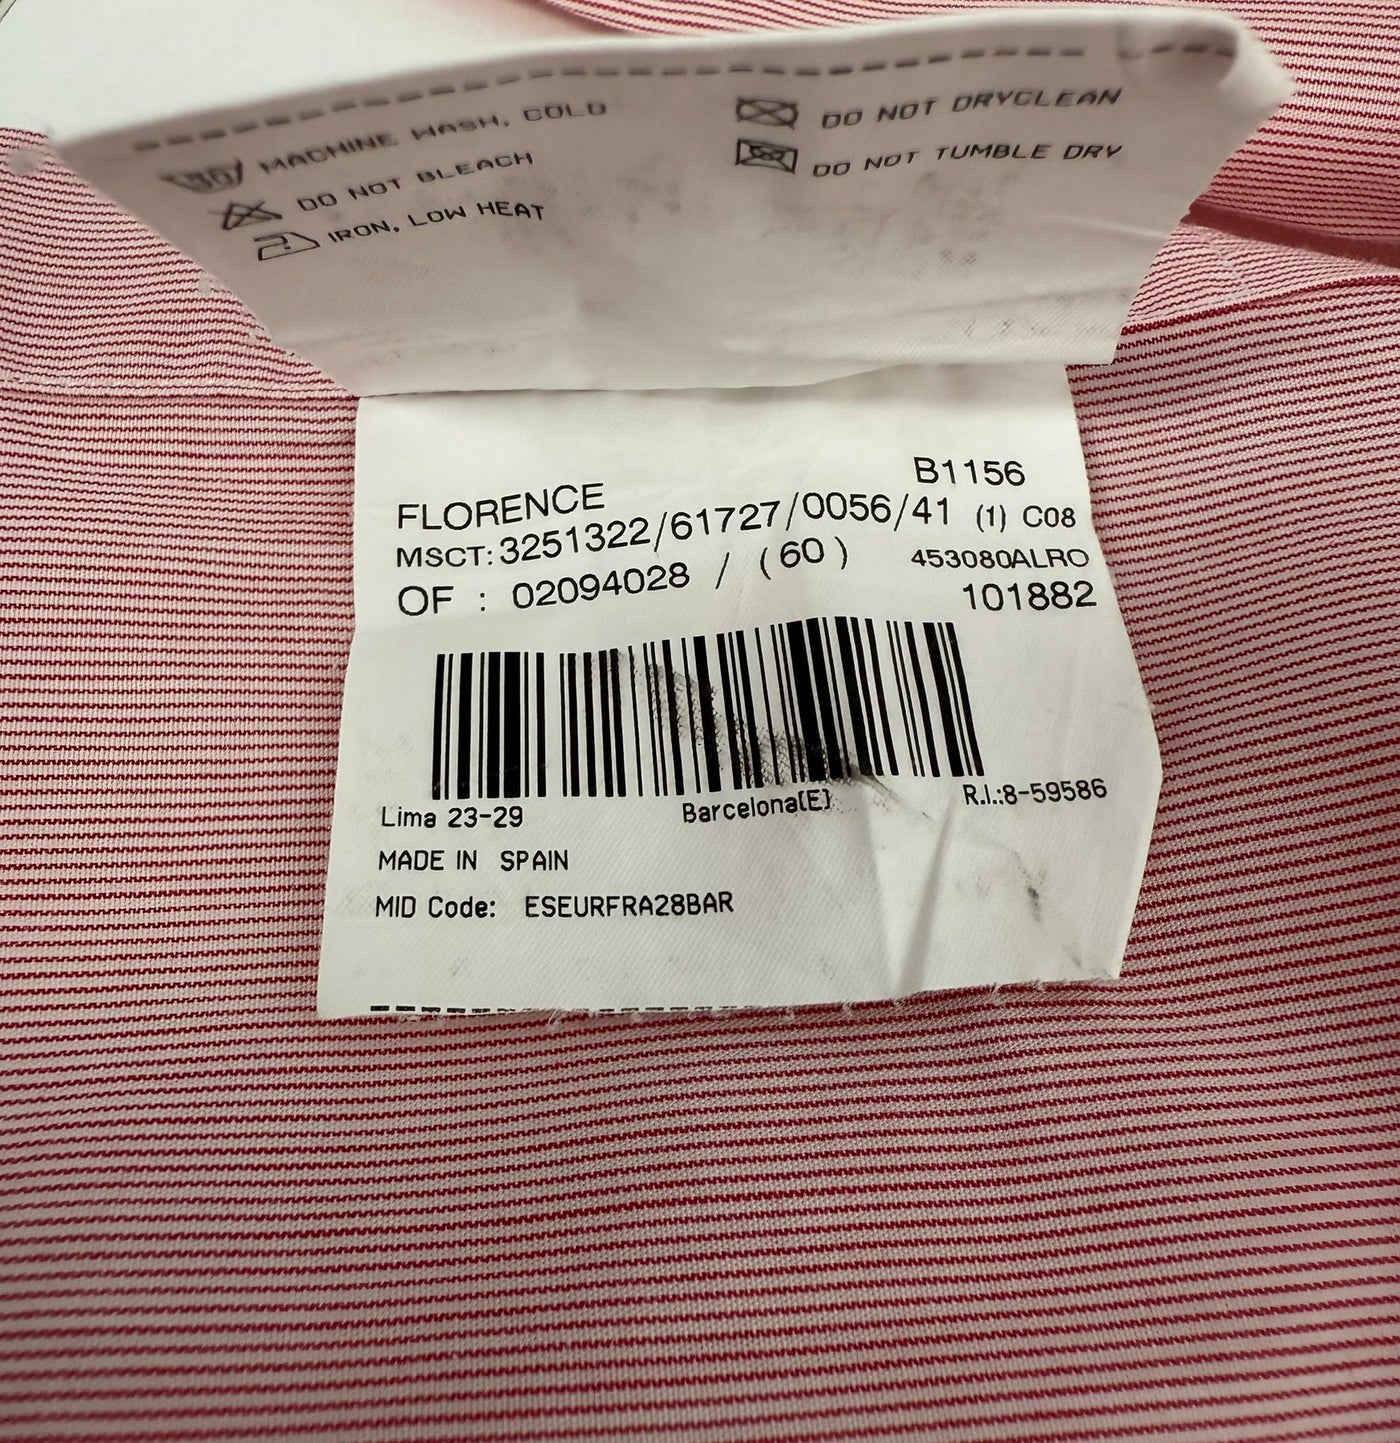 30 MACHINE WASH, COLD
DO NOT BLEACH
IRON, LOW HEAT
DO NOT DRYCLEAN
DO NOT TUMBLE DRY
FLORENCE B1156
MSCT: 3251322/61727/0056/41 (1) C08
OF : 02094028 / (60) 453080ALRO
101882
Lima 23-29 Barcelona(E) R.I.:8-59586
MADE IN SPAIN
MID Code: ESEURFRA28BAR